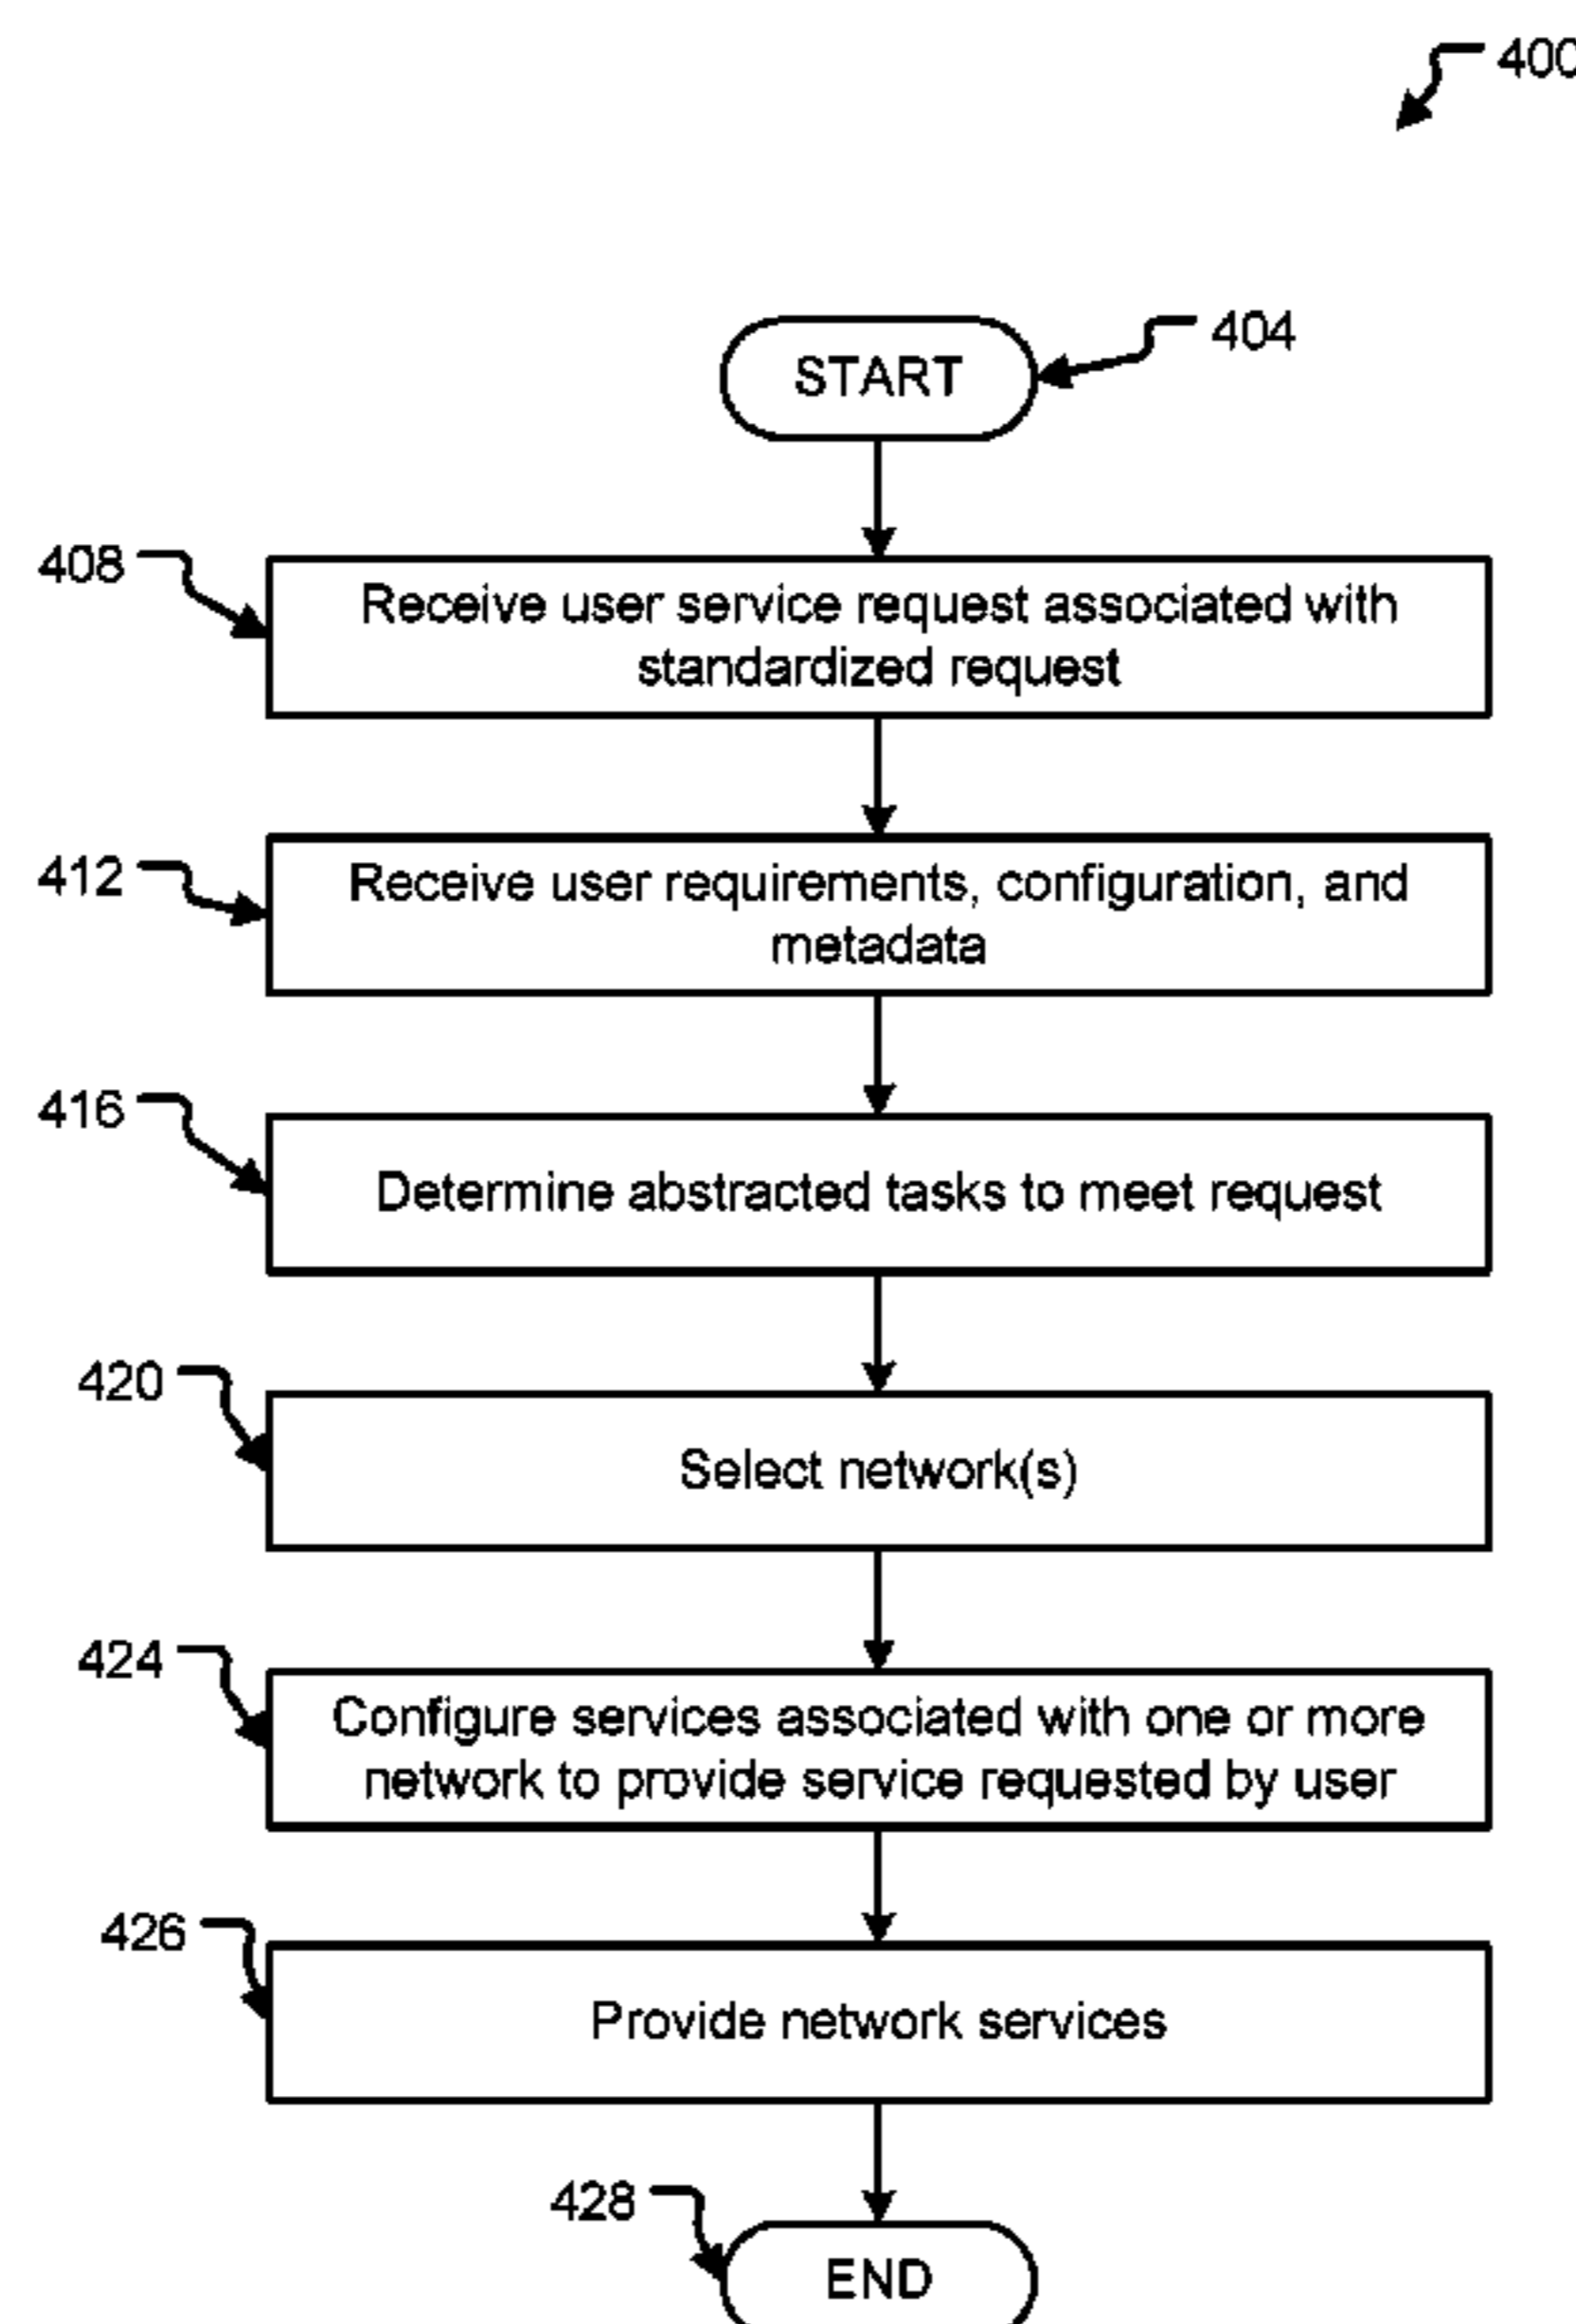 400
START
404
408
Receive user service request associated with
standardized request
412
Receive user requirements, configuration, and
metadata
416
Determine abstracted tasks to meet request
420
Select network(s)
424
Configure services associated with one or more
network to provide service requested by user
426
Provide network services
428
END